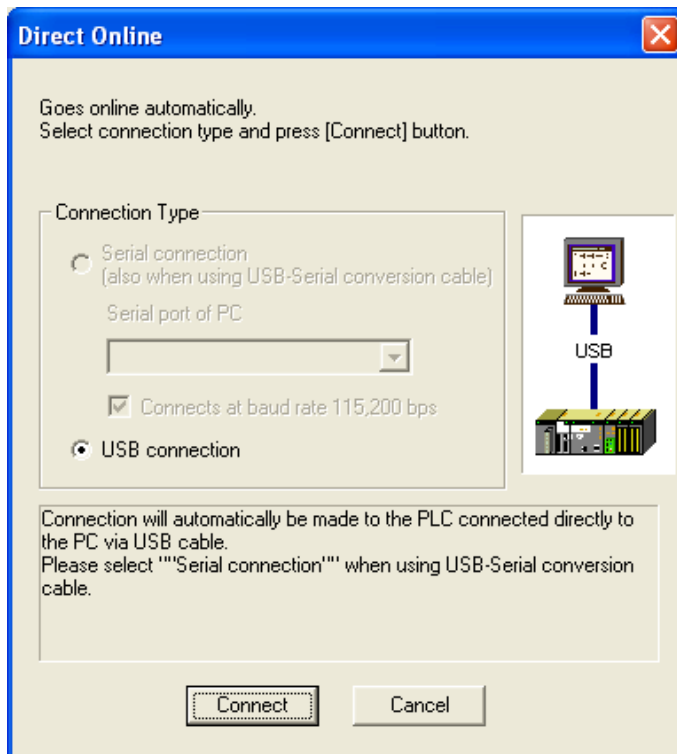 Direct Online
Goes online automatically.
Select connection type and press [Connect] button.
Connection Type
Serial connection
(also when using USB-Serial conversion cable)
Serial port of PC
Connects at baud rate 115,200 bps
USB connection
USB
Connection will automatically be made to the PLC connected directly to
the PC via USB cable.
Please select ""Serial connection"" when using USB-Serial conversion
cable.
Connect
Cancel